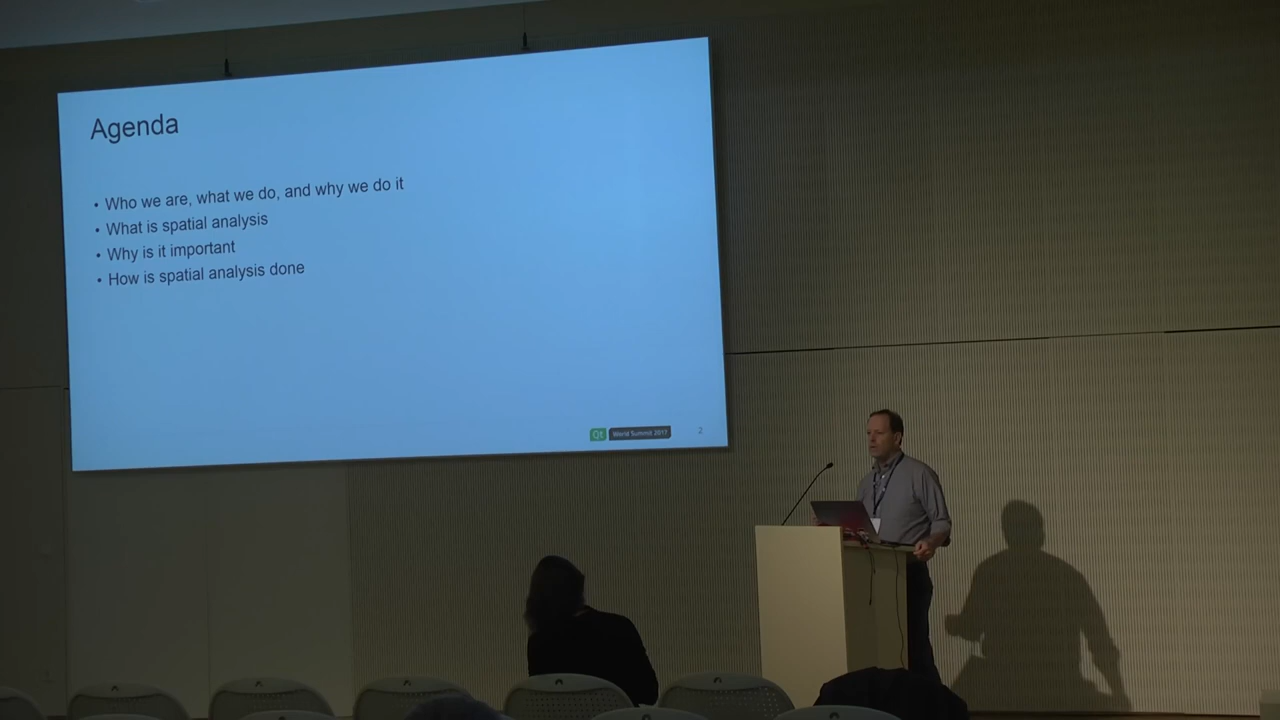 Agenda
• Who we are, what we do, and why we do it
• What is spatial analysis
• Why is it important
• How is spatial analysis done
Qt World Summit 2017
2